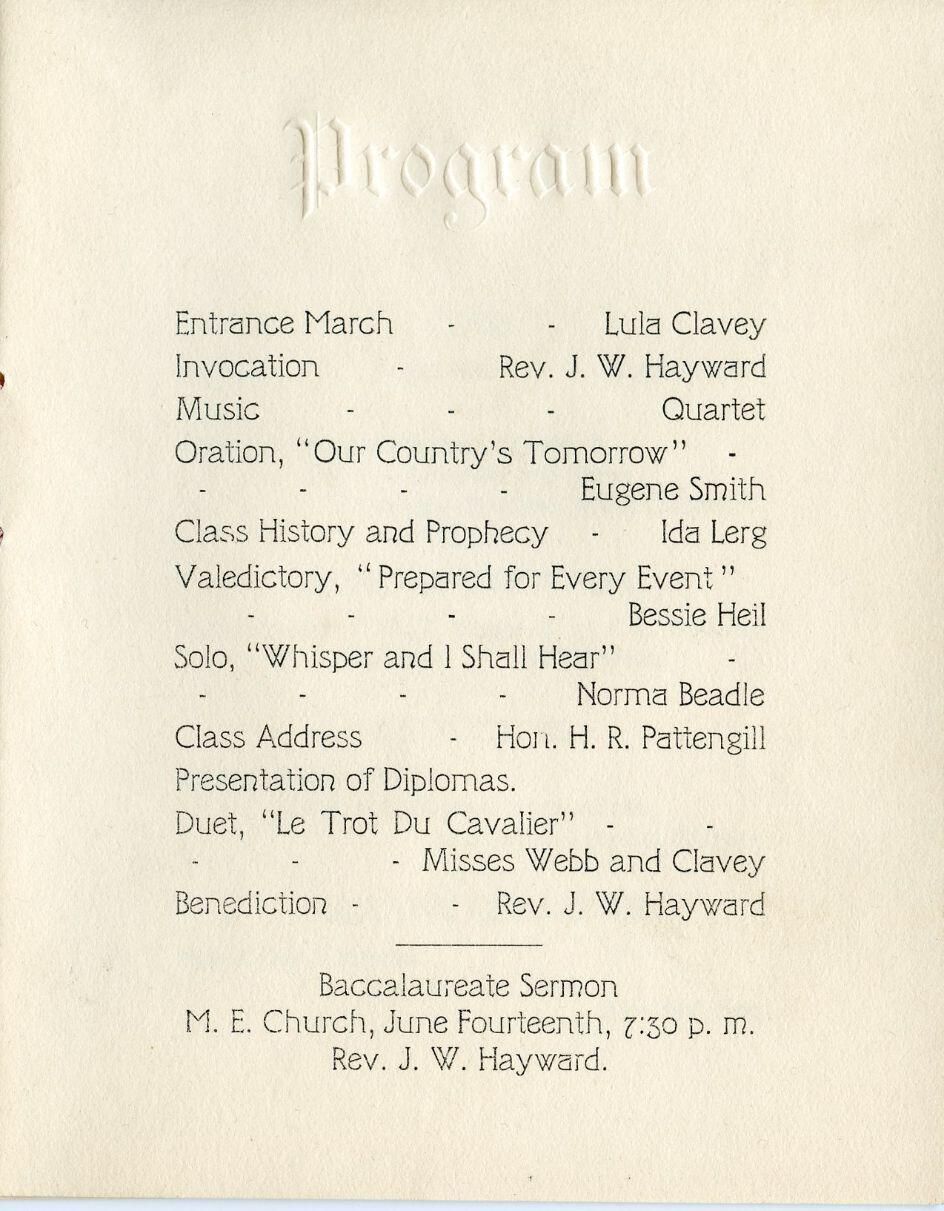 Program
Entrance March - - Lula Clavey
Invocation - Rev. J. W. Hayward
Music - - - Quartet
Oration, "Our Country's Tomorrow" -
- - - - Eugene Smith
Class History and Prophecy - Ida Lerg
Valedictory, "Prepared for Every Event"
- - - - Bessie Heil
Solo, "Whisper and I Shall Hear" -
- - - - Norma Beadle
Class Address - Hon. H. R. Pattengill
Presentation of Diplomas.
Duet, "Le Trot Du Cavalier" - -
- - - Misses Webb and Clavey
Benediction - - Rev. J. W. Hayward
Baccalaureate Sermon
M. E. Church, June Fourteenth, 7:30 p. m.
Rev. J. W. Hayward.